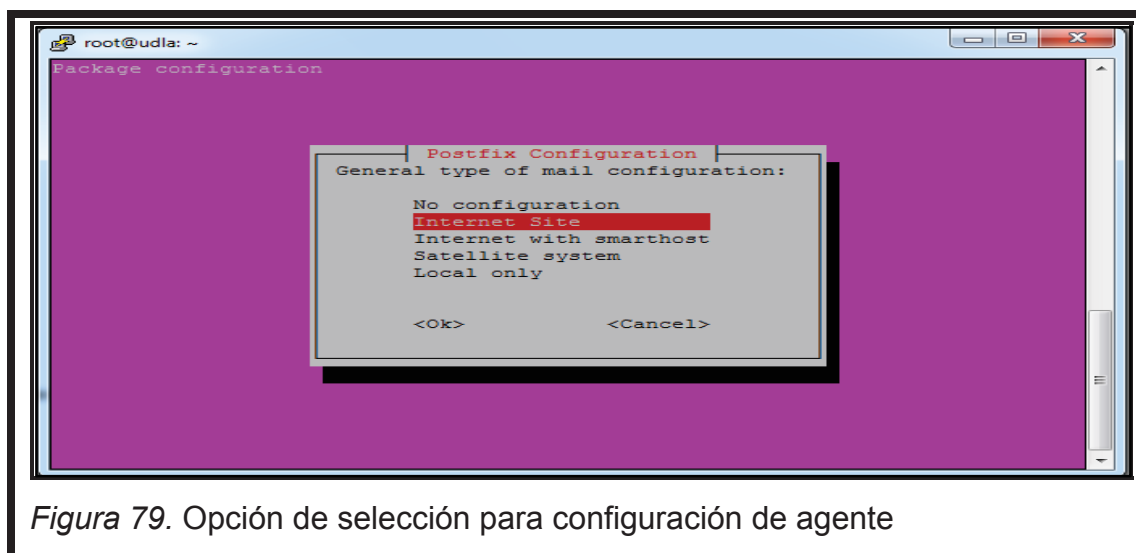 root@udla: ~
Package configuration
Postfix Configuration
General type of mail configuration:
No configuration
Internet Site
Internet with smarthost
Satellite system
Local only
<Ok> <Cancel>
Figura 79. Opción de selección para configuración de agente